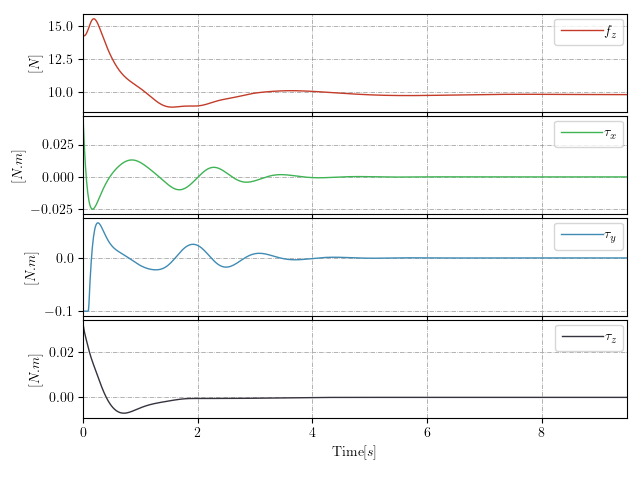 15.0
12.5
10.0
[N]
f_z
0.025
0.000
−0.025
[N.m]
τ_x
0.0
−0.1
[N.m]
τ_y
0.02
0.00
[N.m]
τ_z
0 2 4 6 8
Time[s]